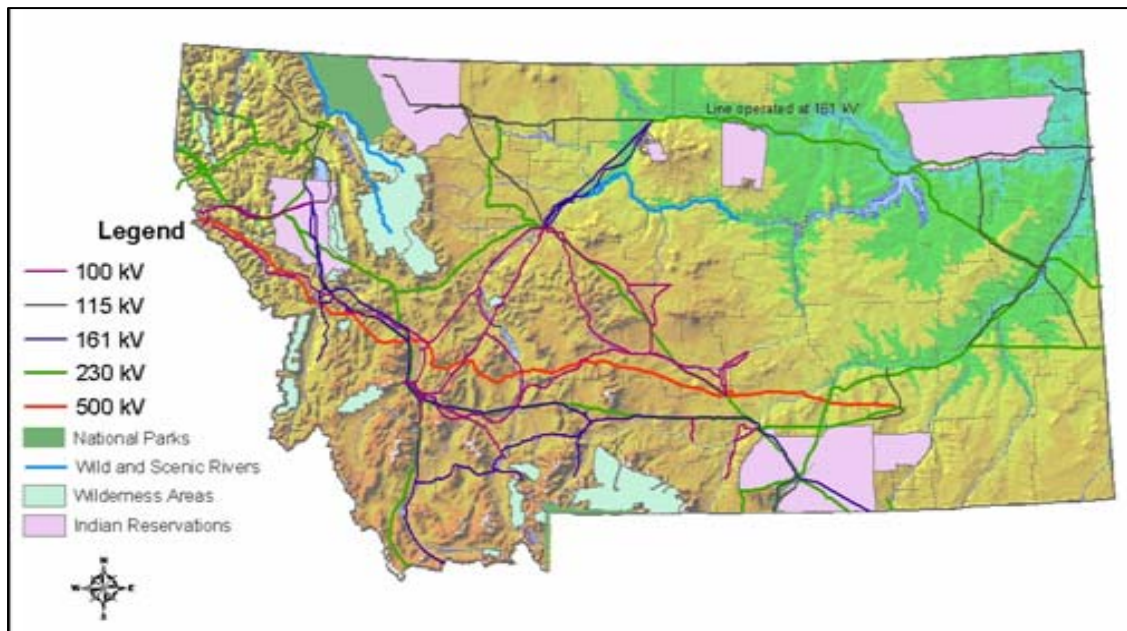 Line operated at 161 kV
Legend
100 kV
115 kV
161 kV
230 kV
500 kV
National Parks
Wild and Scenic Rivers
Wilderness Areas
Indian Reservations
N
W
E
S